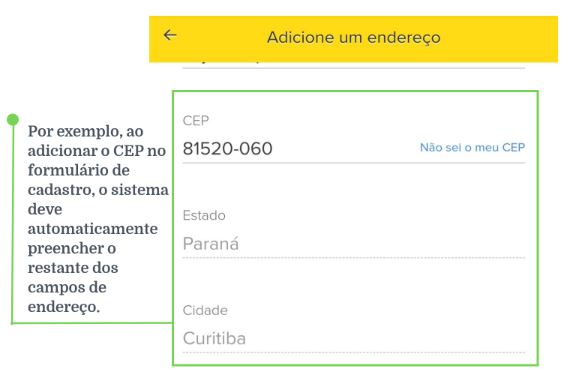 ← Adicione um endereço
CEP
81520-060
Não sei o meu CEP
Por exemplo, ao
adicionar o CEP no
formulário de
cadastro, o sistema
deve
automaticamente
preencher o
restante dos
campos de
endereço.
Estado
Paraná
Cidade
Curitiba